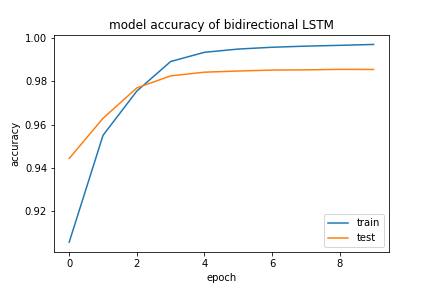 model accuracy of bidirectional LSTM
1.00
0.98
0.96
0.94
0.92
accuracy
0 2 4 6 8
epoch
train
test